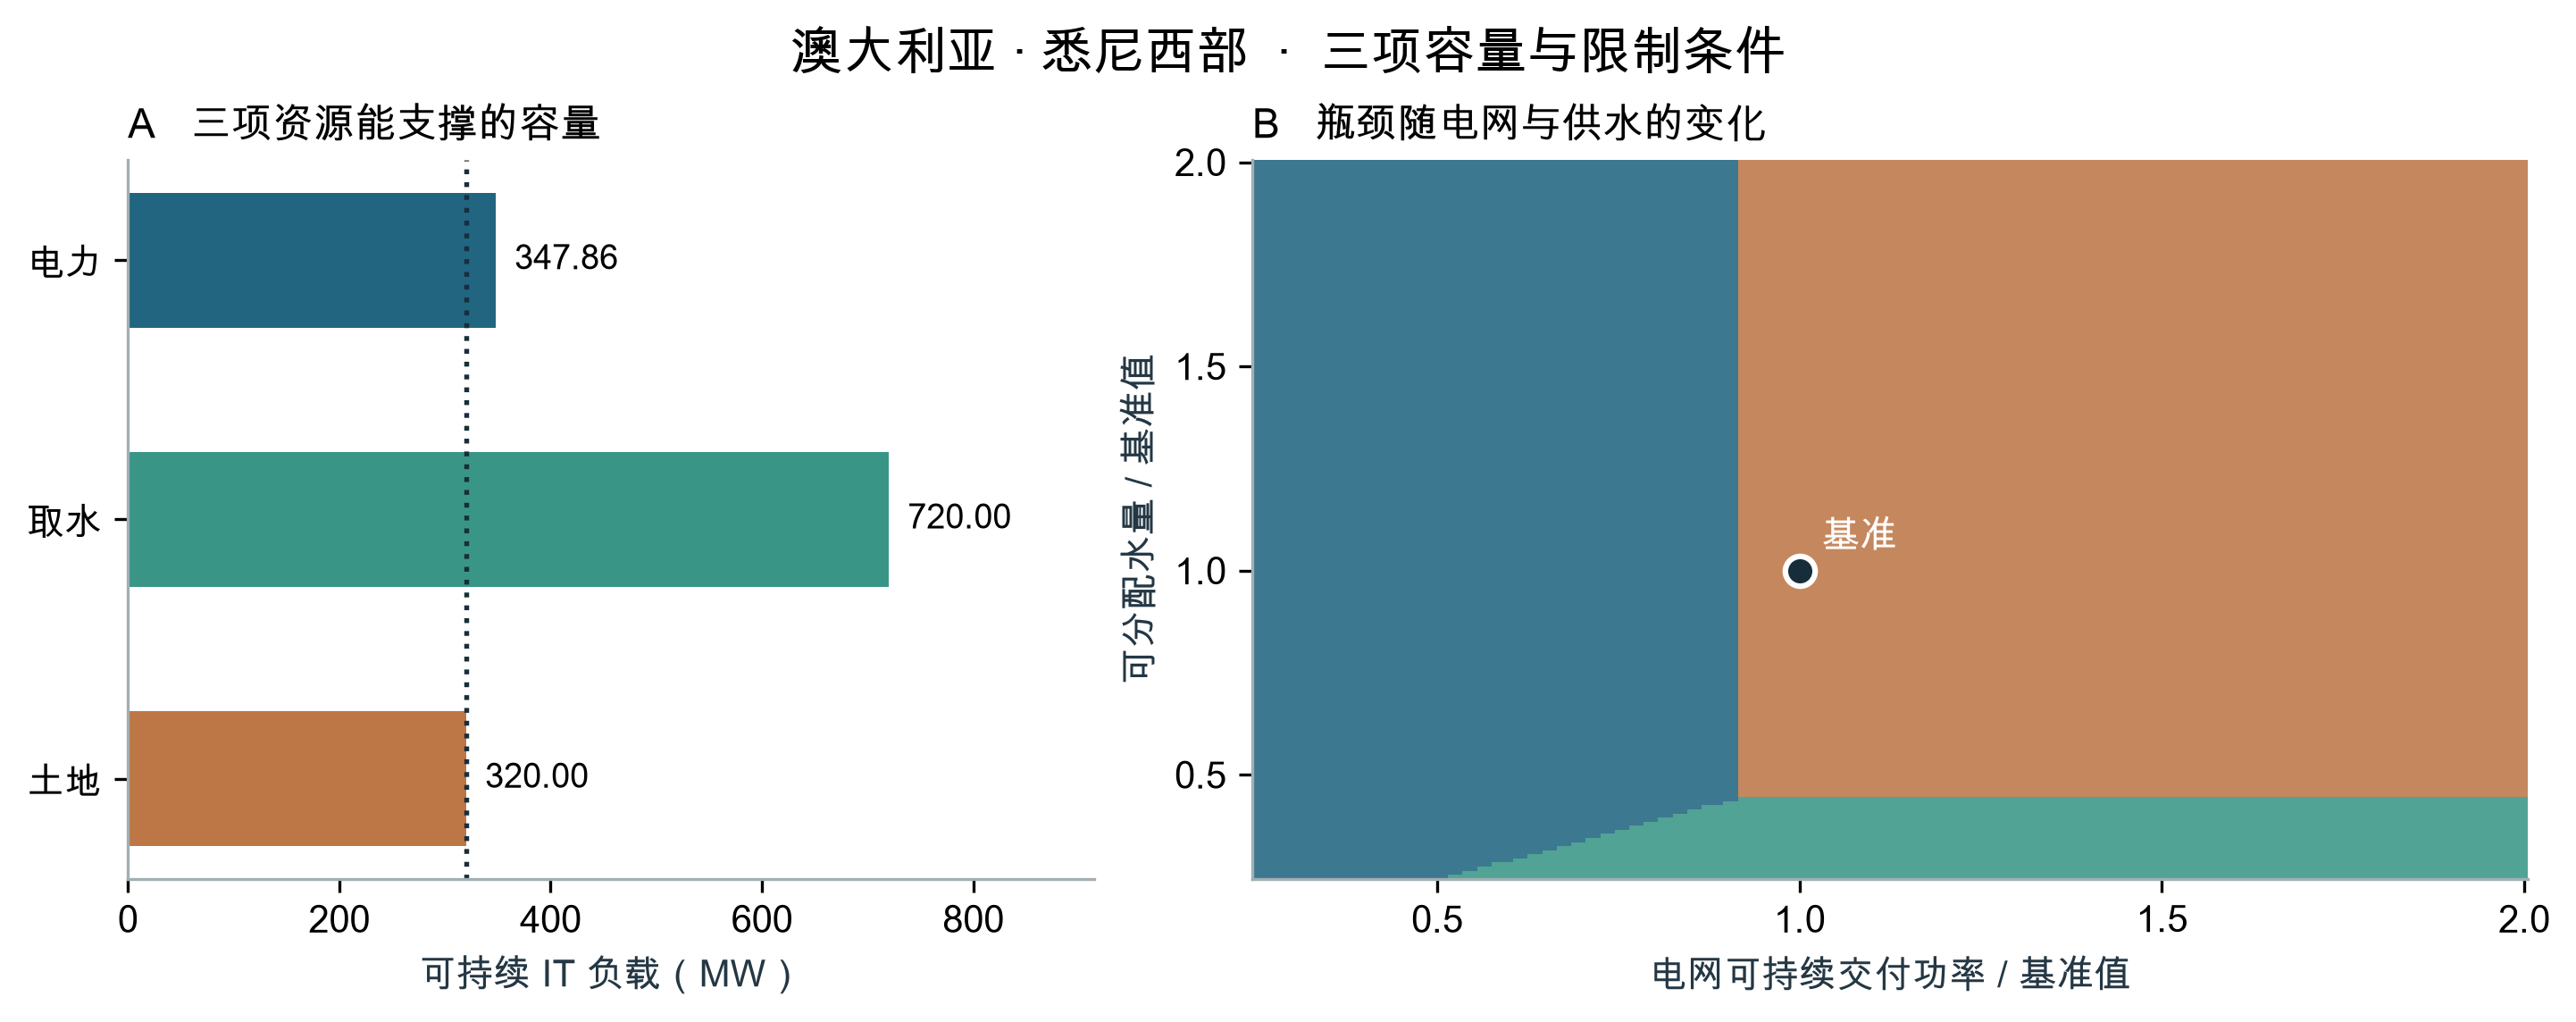 澳大利亚 · 悉尼西部 · 三项容量与限制条件
A 三项资源能支撑的容量
电力
347.86
取水
720.00
土地
320.00
0 200 400 600 800
可持续 IT 负载 ( MW )
B 瓶颈随电网与供水的变化
可分配水量 / 基准值
2.0
1.5
1.0
0.5
基准
0.5 1.0 1.5 2.0
电网可持续交付功率 / 基准值